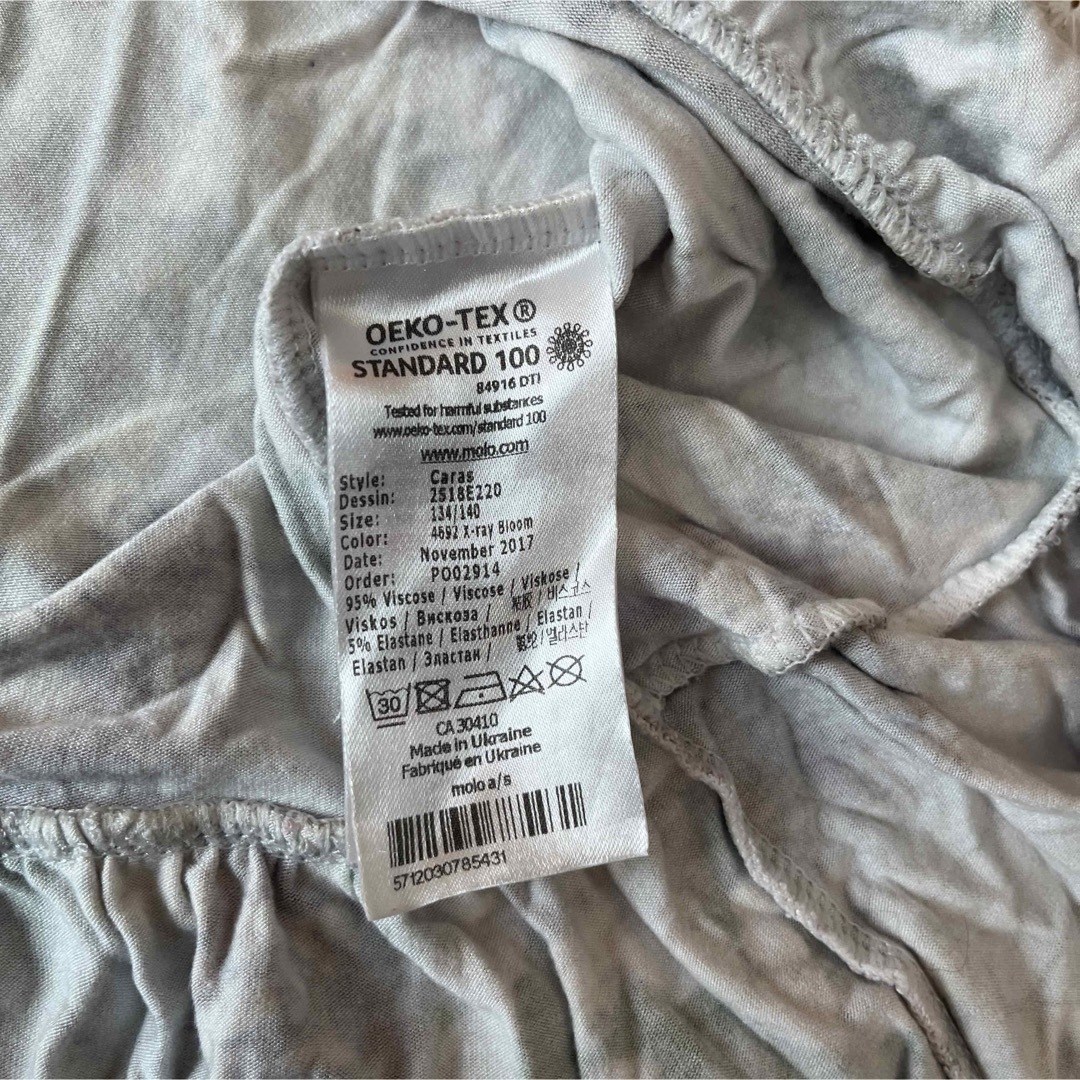 OEKO-TEX®
CONFIDENCE IN TEXTILES
STANDARD 100
84916 DTI
Tested for harmful substances
www.oeko-tex.com/standard 100
www.molo.com
Style: Caras
Dessin: 2S18E220
Size: 134/140
Color: 4692 X-ray Bloom
Date: November 2017
Order: PO02914
95% Viscose / Viscose / Viskose /
Viskos / Вискоза / / 비스코스
5% Elastane / Elasthanne / Elastan /
Elastan / Эластан / / 엘라스탄
30
CA 30410
Made in Ukraine
Fabriqué en Ukraine
molo a/s
5712030785431